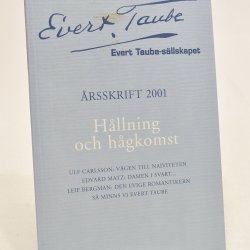 Evert Taube
Evert Taube-sällskapet
ÅRSSKRIFT 2001
Hållning
och hågkomst
ULF CARLSSON: VÄGEN TILL NAIVITETEN
EDVARD MATZ: DAMEN I SVART...
LEIF BERGMAN: DEN EVIGE ROMANTIKERN
SÅ MINNS VI EVERT TAUBE